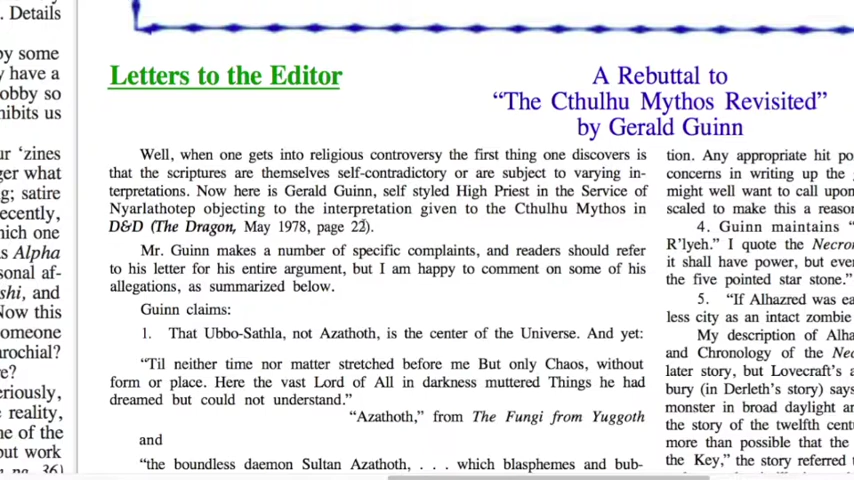 . Details
by some
y have a
obby so
hibits us
ur ‘zines
ger what
ng; satire
ecently,
hich one
as Alpha
sonal af-
shi, and
Now this
omeone
arochial?
re?
eriously,
e reality,
ne of the
out work
Letters to the Editor
A Rebuttal to
“The Cthulhu Mythos Revisited”
by Gerald Guinn
Well, when one gets into religious controversy the first thing one discovers is
that the scriptures are themselves self-contradictory or are subject to varying in-
terpretations. Now here is Gerald Guinn, self styled High Priest in the Service of
Nyarlathotep objecting to the interpretation given to the Cthulhu Mythos in
D&D (The Dragon, May 1978, page 22).
Mr. Guinn makes a number of specific complaints, and readers should refer
to his letter for his entire argument, but I am happy to comment on some of his
allegations, as summarized below.
Guinn claims:
1. That Ubbo-Sathla, not Azathoth, is the center of the Universe. And yet:
“Til neither time nor matter stretched before me But only Chaos, without
form or place. Here the vast Lord of All in darkness muttered Things he had
dreamed but could not understand.”
“Azathoth,” from The Fungi from Yuggoth
and
“the boundless daemon Sultan Azathoth, . . . which blasphemes and bub-
tion. Any appropriate hit po
concerns in writing up the
might well want to call upon
scaled to make this a reason
4. Guinn maintains “
R’lyeh.” I quote the Necron
it shall have power, but ever
the five pointed star stone.”
5. “If Alhazred was ea
less city as an intact zombie
My description of Alha
and Chronology of the Nec
later story, but Lovecraft’s a
bury (in Derleth’s story) says
monster in broad daylight an
the story of the twelfth cent
more than possible that the
the Key,” the story referred t